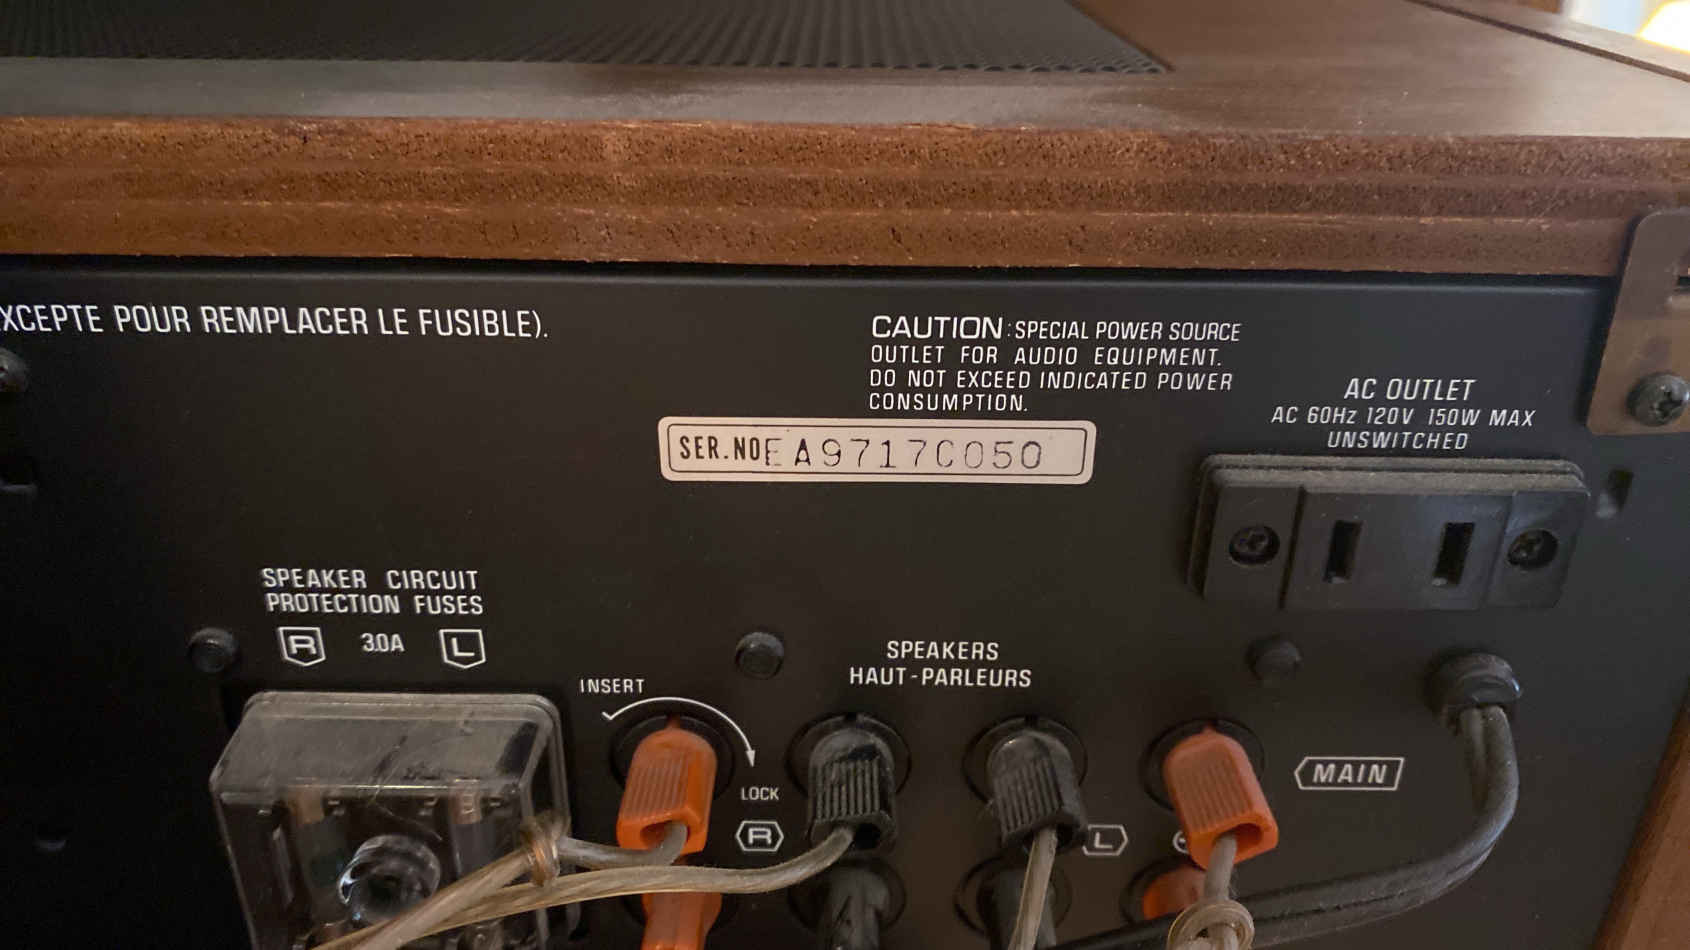 XCEPTE POUR REMPLACER LE FUSIBLE).
CAUTION: SPECIAL POWER SOURCE
OUTLET FOR AUDIO EQUIPMENT.
DO NOT EXCEED INDICATED POWER
CONSUMPTION.
AC OUTLET
AC 60Hz 120V 150W MAX
UNSWITCHED
SER.NO EA9717C050
SPEAKER CIRCUIT
PROTECTION FUSES
R 3.0A L
SPEAKERS
HAUT-PARLEURS
INSERT
LOCK
R
L
MAIN